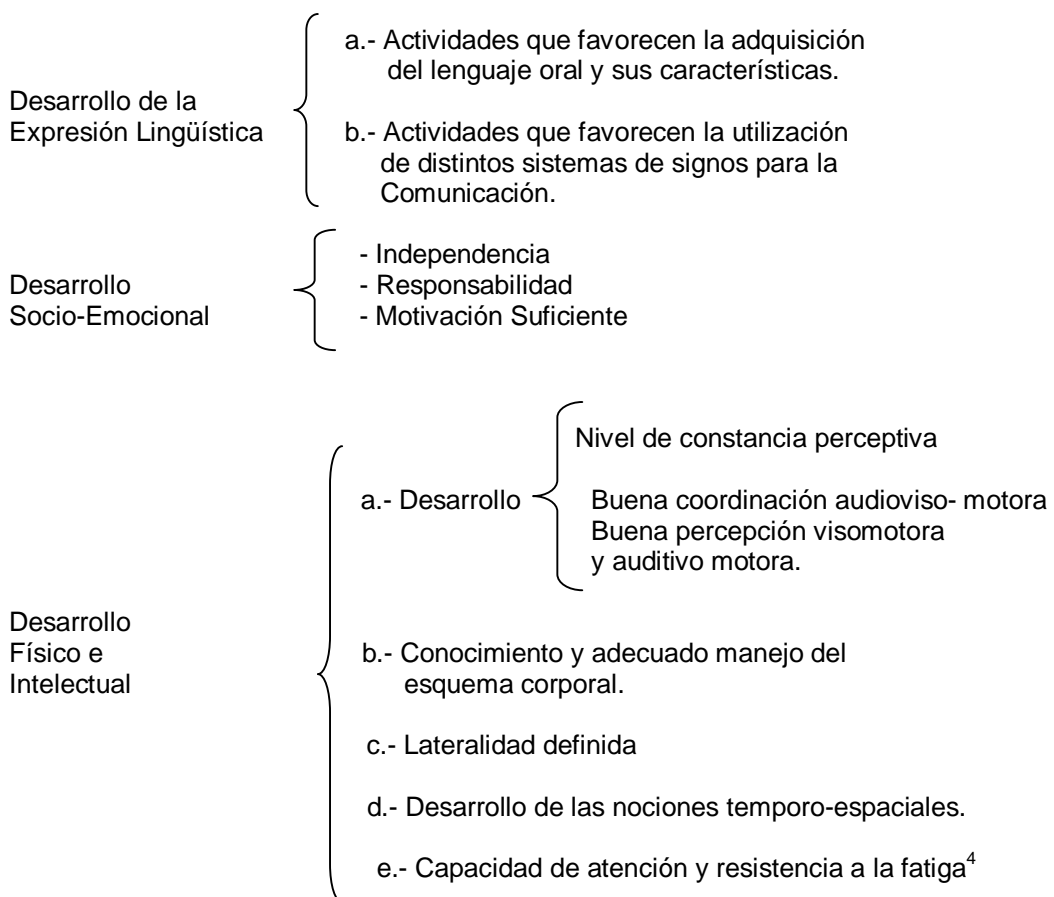 Desarrollo de la
Expresión Lingüística
a.- Actividades que favorecen la adquisición
del lenguaje oral y sus características.
b.- Actividades que favorecen la utilización
de distintos sistemas de signos para la
Comunicación.
Desarrollo
Socio-Emocional
- Independencia
- Responsabilidad
- Motivación Suficiente
Desarrollo
Físico e
Intelectual
a.- Desarrollo
Nivel de constancia perceptiva
Buena coordinación audioviso- motora
Buena percepción visomotora
y auditivo motora.
b.- Conocimiento y adecuado manejo del
esquema corporal.
c.- Lateralidad definida
d.- Desarrollo de las nociones temporo-espaciales.
e.- Capacidad de atención y resistencia a la fatiga⁴